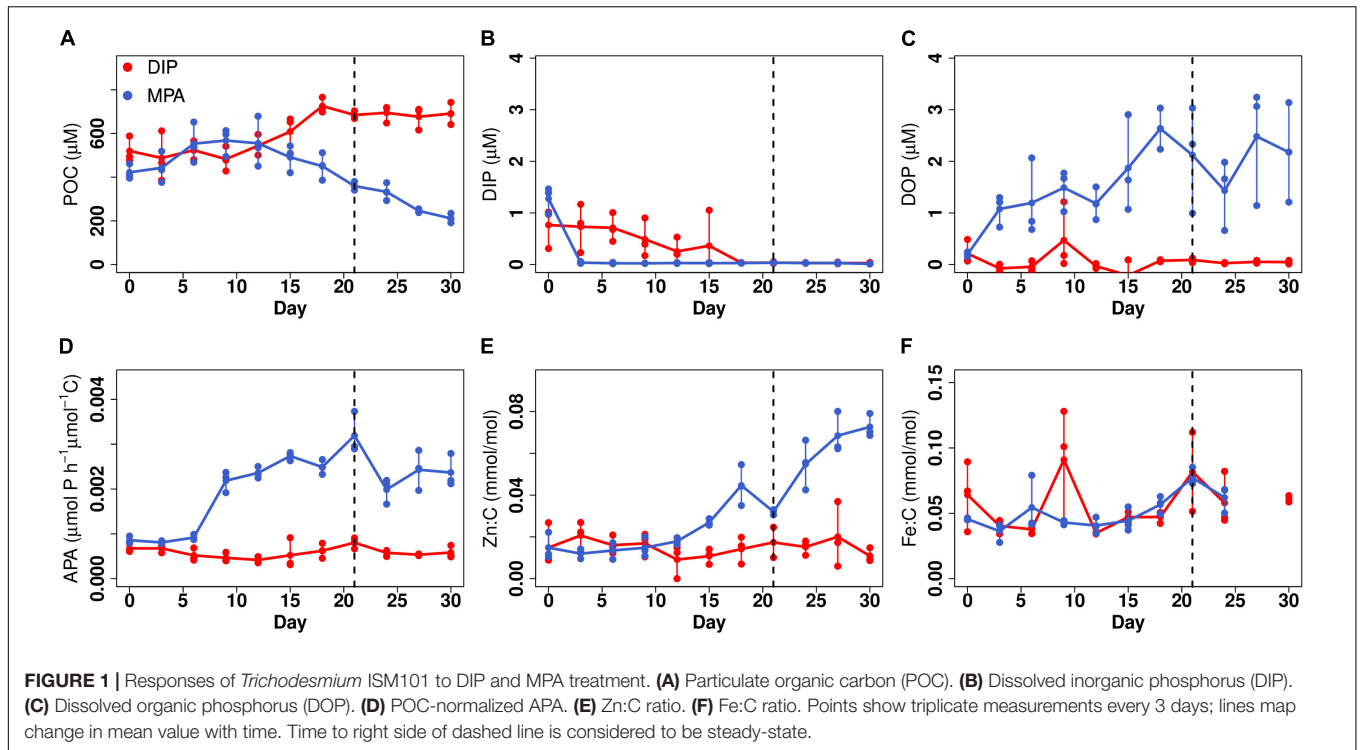 A
POC (µM)
600
200
0
DIP
MPA
0 5 10 15 20 25 30
Day
B
DIP (µM)
4
3
2
1
0
0 5 10 15 20 25 30
Day
C
DOP (µM)
4
3
2
1
0
0 5 10 15 20 25 30
Day
D
APA (µmol P h⁻¹µmol⁻¹C)
0.004
0.002
0.000
0 5 10 15 20 25 30
Day
E
Zn:C (mmol/mol)
0.08
0.04
0.00
0 5 10 15 20 25 30
Day
F
Fe:C (mmol/mol)
0.15
0.10
0.05
0.00
0 5 10 15 20 25 30
Day
FIGURE 1 | Responses of Trichodesmium ISM101 to DIP and MPA treatment. (A) Particulate organic carbon (POC). (B) Dissolved inorganic phosphorus (DIP).
(C) Dissolved organic phosphorus (DOP). (D) POC-normalized APA. (E) Zn:C ratio. (F) Fe:C ratio. Points show triplicate measurements every 3 days; lines map
change in mean value with time. Time to right side of dashed line is considered to be steady-state.